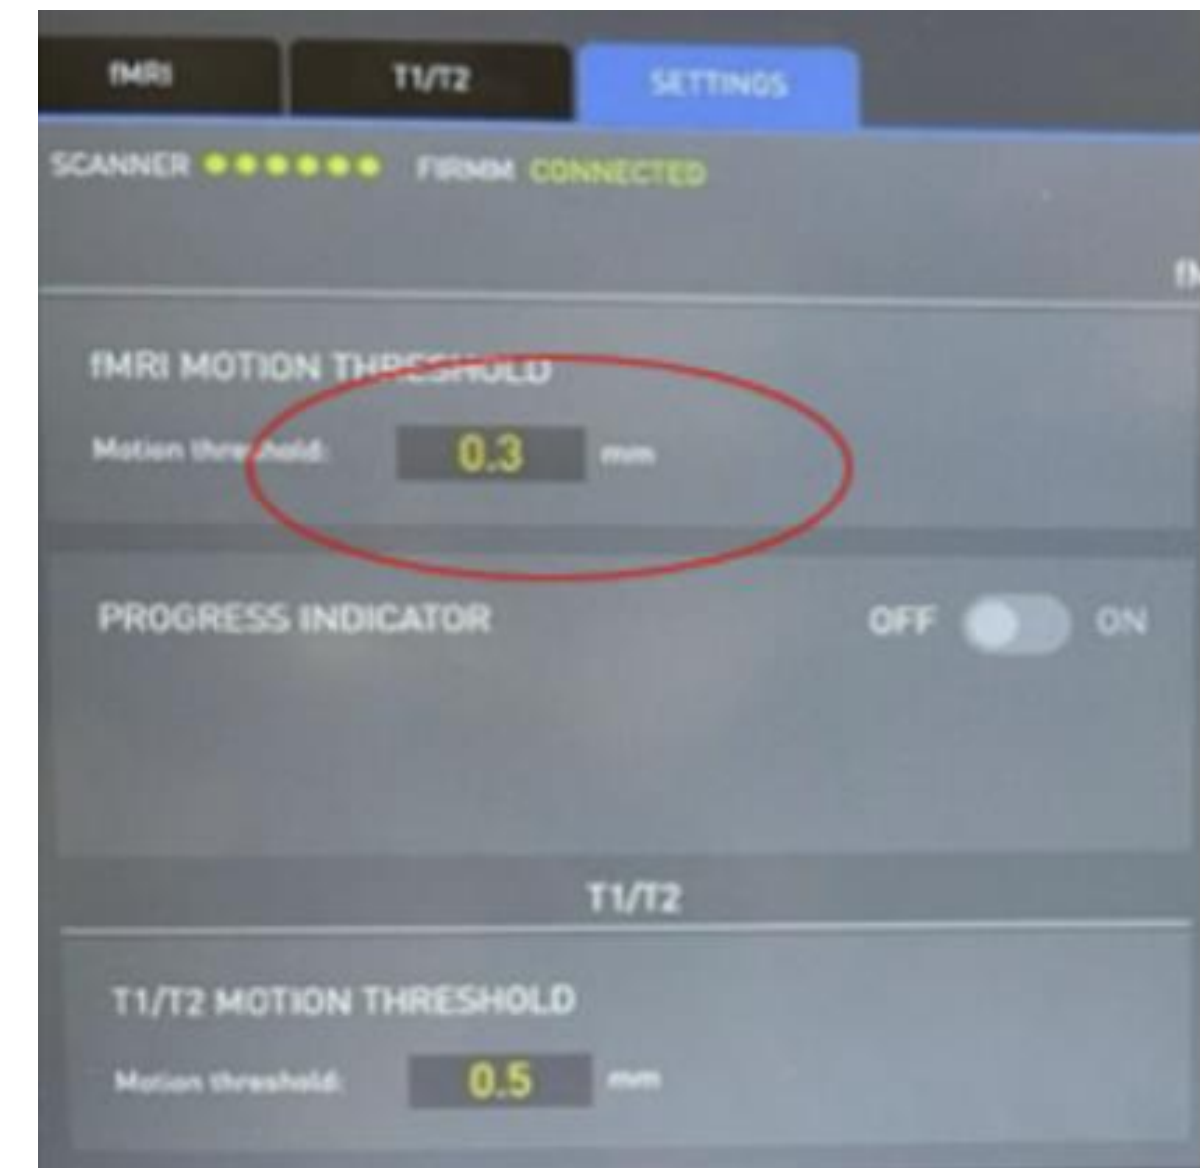 fMRI T1/T2 SETTINGS
SCANNER FIRMM CONNECTED
fM
fMRI MOTION THRESHOLD
Motion threshold: 0.3 mm
PROGRESS INDICATOR OFF ON
T1/T2
T1/T2 MOTION THRESHOLD
Motion threshold: 0.5 mm